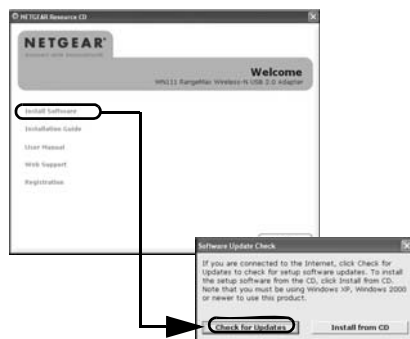 NETGEAR Resource CD
NETGEAR®
Welcome
WN111 RangeMax Wireless-N USB 2.0 Adapter
Install Software
Installation Guide
User Manual
Web Support
Registration
Software Update Check
If you are connected to the Internet, click Check for
Updates to check for setup software updates. To install
the setup software from the CD, click Install from CD.
Note that you must be using Windows XP, Windows 2000
or newer to use this product.
Check for Updates
Install from CD